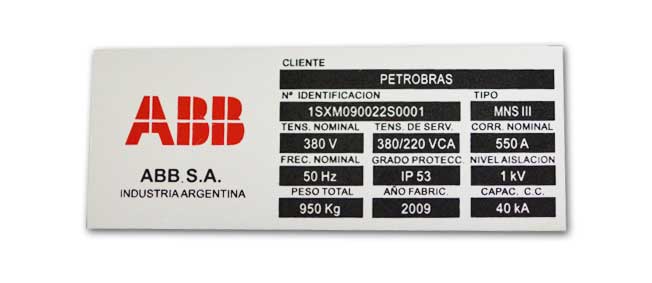 CLIENTE
PETROBRAS
Nº IDENTIFICACION TIPO
1SXM090022S0001 MNS III
TENS. NOMINAL TENS. DE SERV. CORR. NOMINAL
380 V 380/220 VCA 550 A
FREC. NOMINAL GRADO PROTECC. NIVEL AISLACION
50 Hz IP 53 1 kV
PESO TOTAL AÑO FABRIC. CAPAC. C.C.
950 Kg 2009 40 kA
ABB
ABB S.A.
INDUSTRIA ARGENTINA